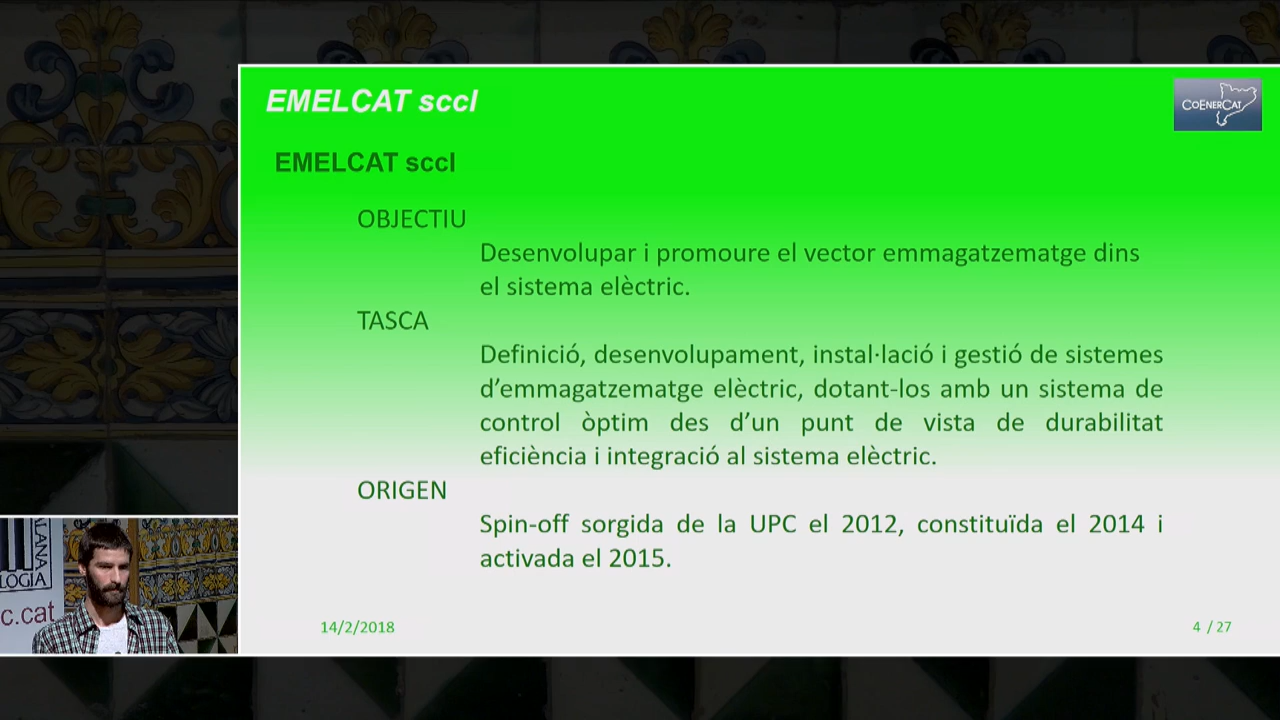 EMELCAT sccl
COENERCAT
EMELCAT sccl
OBJECTIU
Desenvolupar i promoure el vector emmagatzematge dins
el sistema elèctric.
TASCA
Definició, desenvolupament, instal·lació i gestió de sistemes
d’emmagatzematge elèctric, dotant-los amb un sistema de
control òptim des d’un punt de vista de durabilitat
eficiència i integració al sistema elèctric.
ORIGEN
Spin-off sorgida de la UPC el 2012, constituïda el 2014 i
activada el 2015.
14/2/2018
4 / 27
ALANA
LOGIA
c.cat